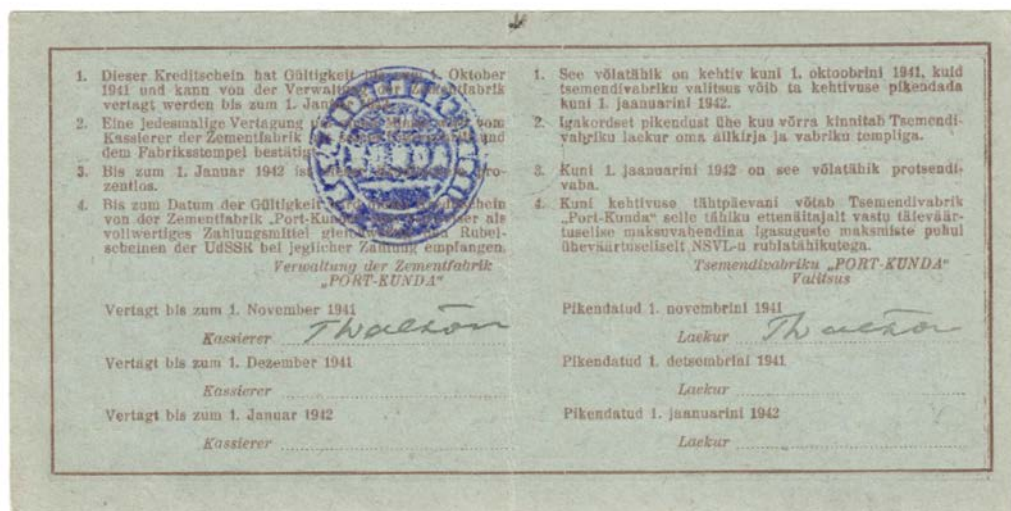 1. Dieser Kreditschein hat Gültigkeit bis zum 1. Oktober
1941 und kann von der Verwaltung der Zementfabrik
vertagt werden bis zum 1. Januar 1942.
2. Eine jedesmalige Vertagung vom
Kassierer der Zementfabrik und
dem Fabriksstempel bestätigt
3. Bis zum 1. Januar 1942 ist pro-
zentlos.
4. Bis zum Datum der Gültigkeit
von der Zementfabrik „Port-Kunda“ als
vollwertiges Zahlungsmittel Rubel-
scheinen der UdSSR bei jeglicher Zahlung empfangen.
Verwaltung der Zementfabrik
„PORT-KUNDA“
Vertagt bis zum 1. November 1941
Kassierer
Vertagt bis zum 1. Dezember 1941
Kassierer
Vertagt bis zum 1. Januar 1942
Kassierer
1. See võlatähik on kehtiv kuni 1. oktoobrini 1941, kuid
tsemendivabriku valitsus võib ta kehtivuse pikendada
kuni 1. jaanuarini 1942.
2. Igakordset pikendust ühe kuu võrra kinnitab Tsemendi-
vabriku laekur oma allkirja ja vabriku templiga.
3. Kuni 1. jaanuarini 1942 on see võlatähik protsendi-
vaba.
4. Kuni kehtivuse tähtpäevani võtab Tsemendivabrik
„Port-Kunda“ selle tähiku ettenäitajalt vastu täieväär-
tuselise maksuvahendina igasuguste maksmiste puhul
üheväärtuseliselt NSVL-u rublatähikutega.
Tsemendivabriku „PORT-KUNDA“
Valitsus
Pikendatud 1. novembrini 1941
Laekur
Pikendatud 1. detsembrini 1941
Laekur
Pikendatud 1. jaanuarini 1942
Laekur